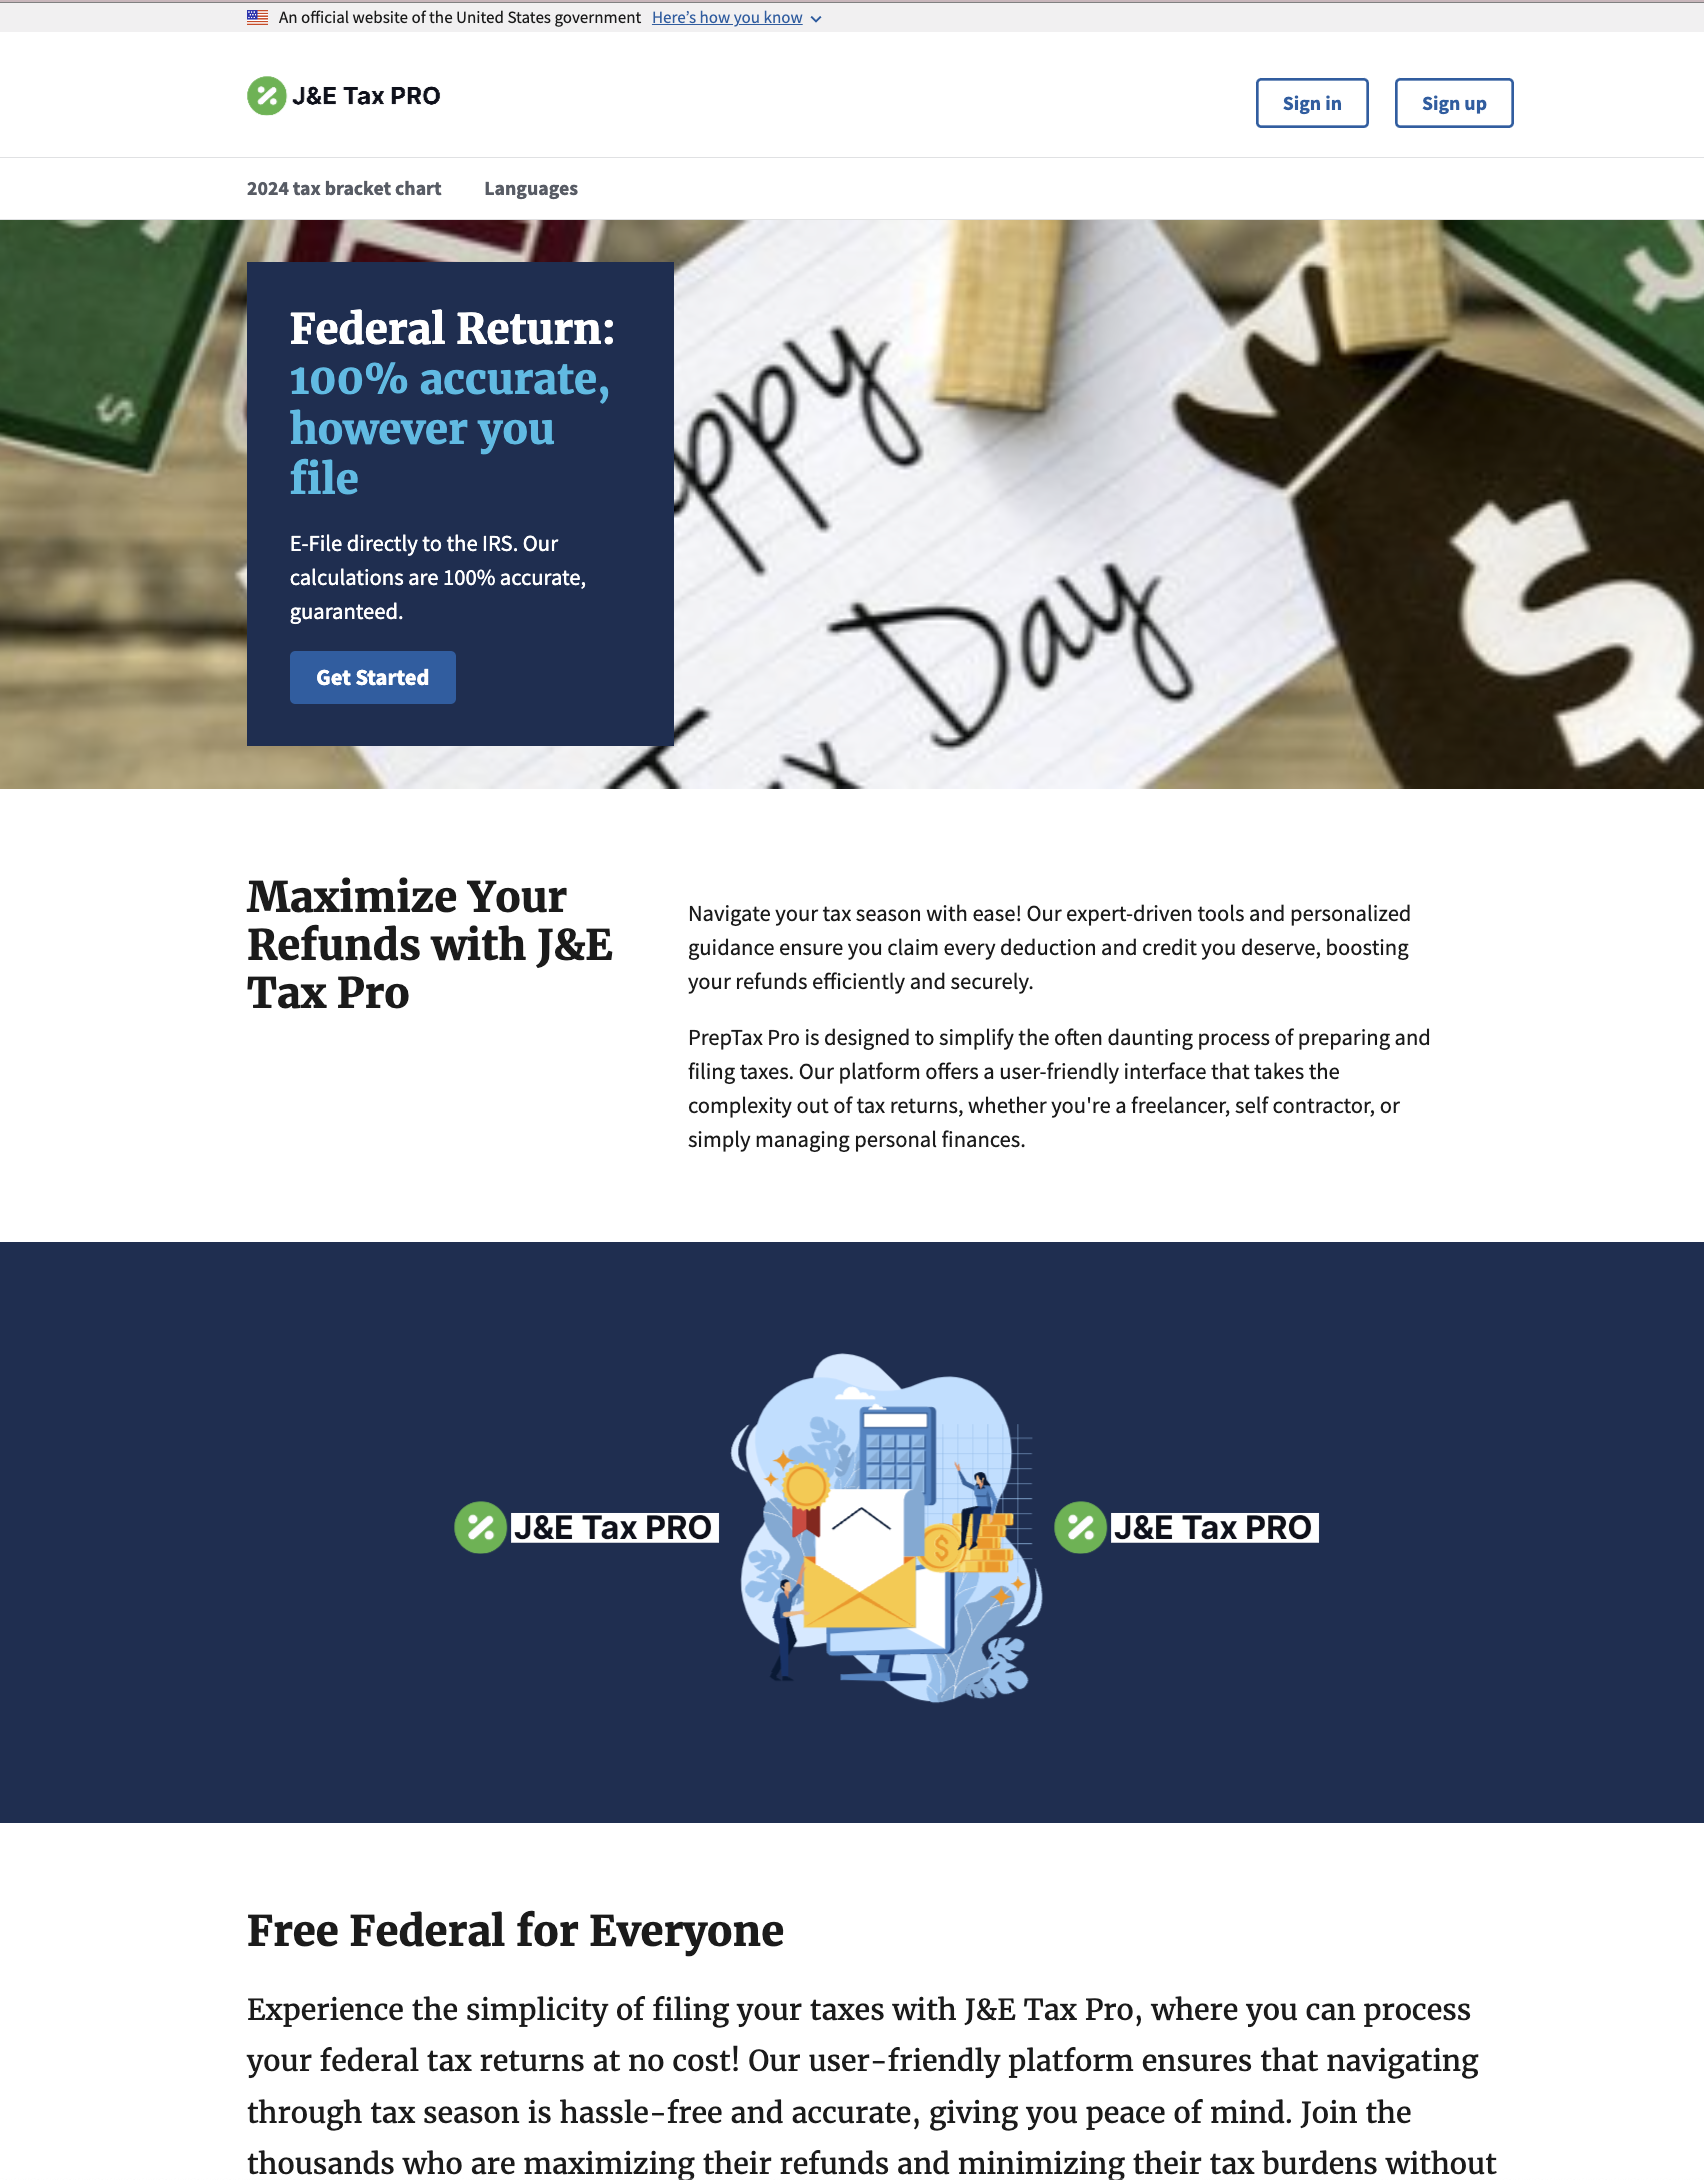 An official website of the United States government Here's how you know
J&E Tax PRO
Sign in Sign up
2024 tax bracket chart Languages
Federal Return:
100% accurate,
however you
file
E-File directly to the IRS. Our
calculations are 100% accurate,
guaranteed.
Get Started
ppy
Day
Maximize Your
Refunds with J&E
Tax Pro
Navigate your tax season with ease! Our expert-driven tools and personalized
guidance ensure you claim every deduction and credit you deserve, boosting
your refunds efficiently and securely.
PrepTax Pro is designed to simplify the often daunting process of preparing and
filing taxes. Our platform offers a user-friendly interface that takes the
complexity out of tax returns, whether you're a freelancer, self contractor, or
simply managing personal finances.
J&E Tax PRO
J&E Tax PRO
Free Federal for Everyone
Experience the simplicity of filing your taxes with J&E Tax Pro, where you can process
your federal tax returns at no cost! Our user-friendly platform ensures that navigating
through tax season is hassle-free and accurate, giving you peace of mind. Join the
thousands who are maximizing their refunds and minimizing their tax burdens without